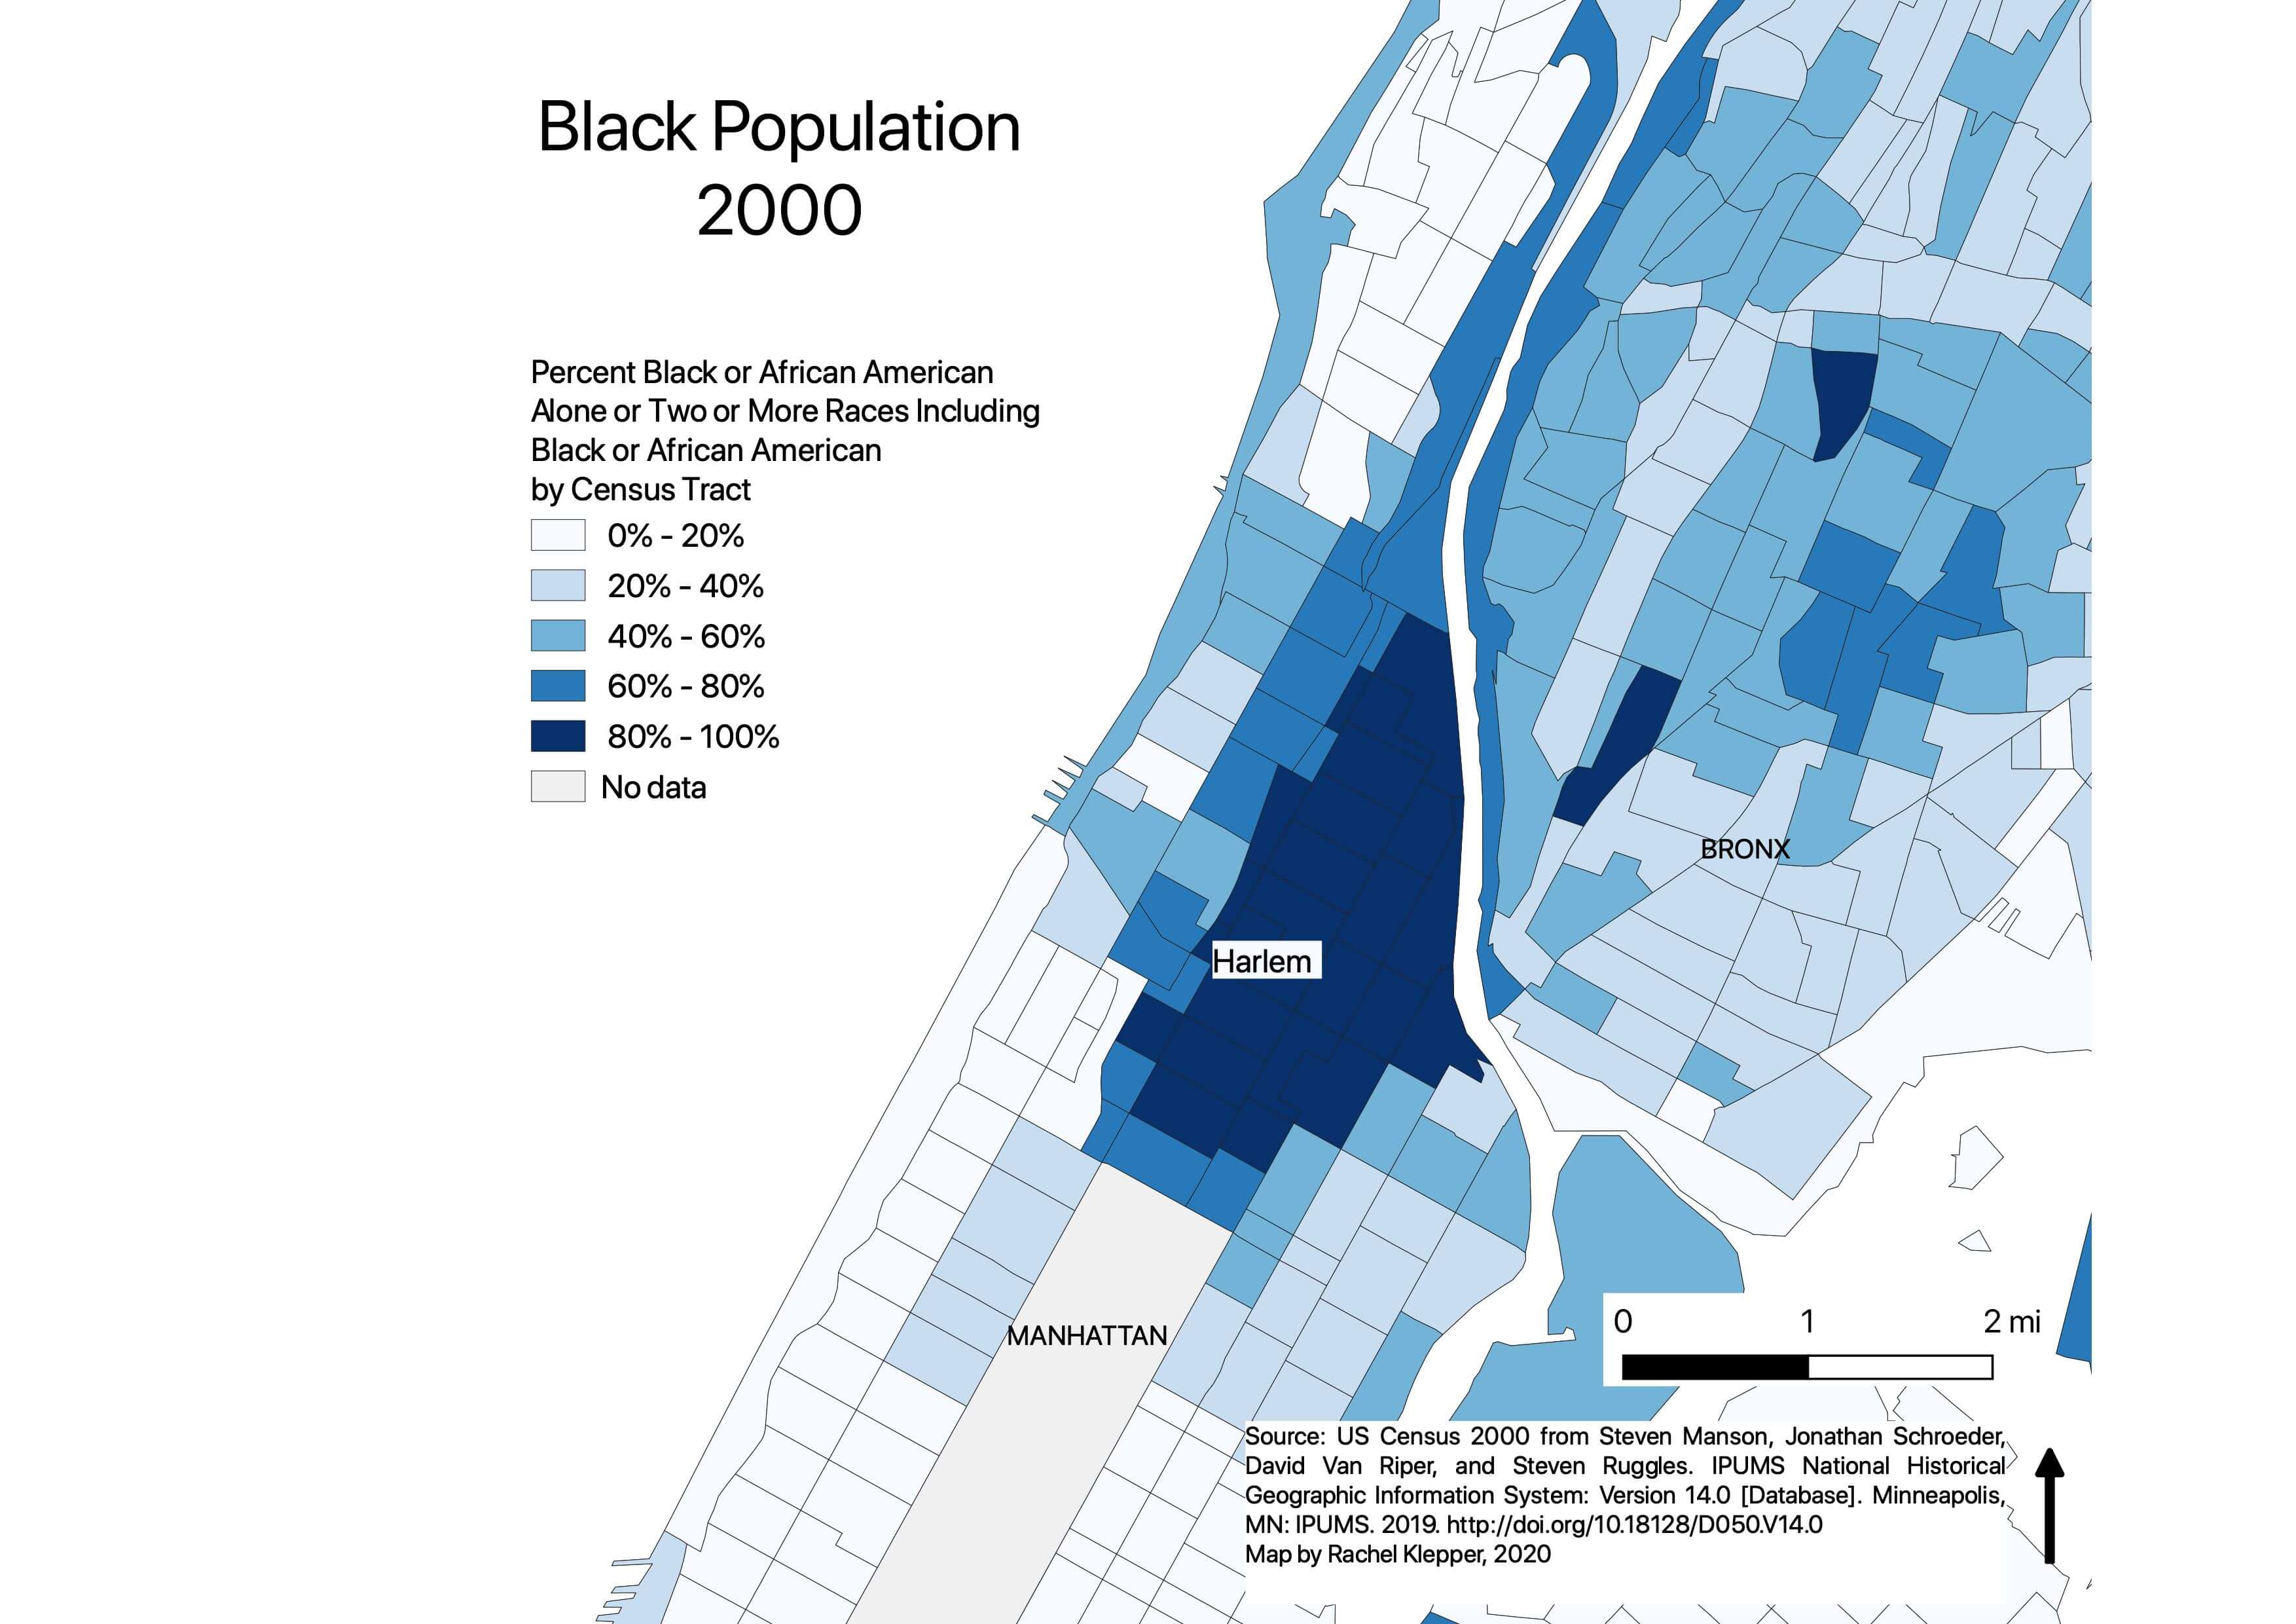 Black Population
2000
Percent Black or African American
Alone or Two or More Races Including
Black or African American
by Census Tract
0% - 20%
20% - 40%
40% - 60%
60% - 80%
80% - 100%
No data
BRONX
Harlem
MANHATTAN
0 1 2 mi
Source: US Census 2000 from Steven Manson, Jonathan Schroeder,
David Van Riper, and Steven Ruggles. IPUMS National Historical
Geographic Information System: Version 14.0 [Database]. Minneapolis,
MN: IPUMS. 2019. http://doi.org/10.18128/D050.V14.0
Map by Rachel Klepper, 2020